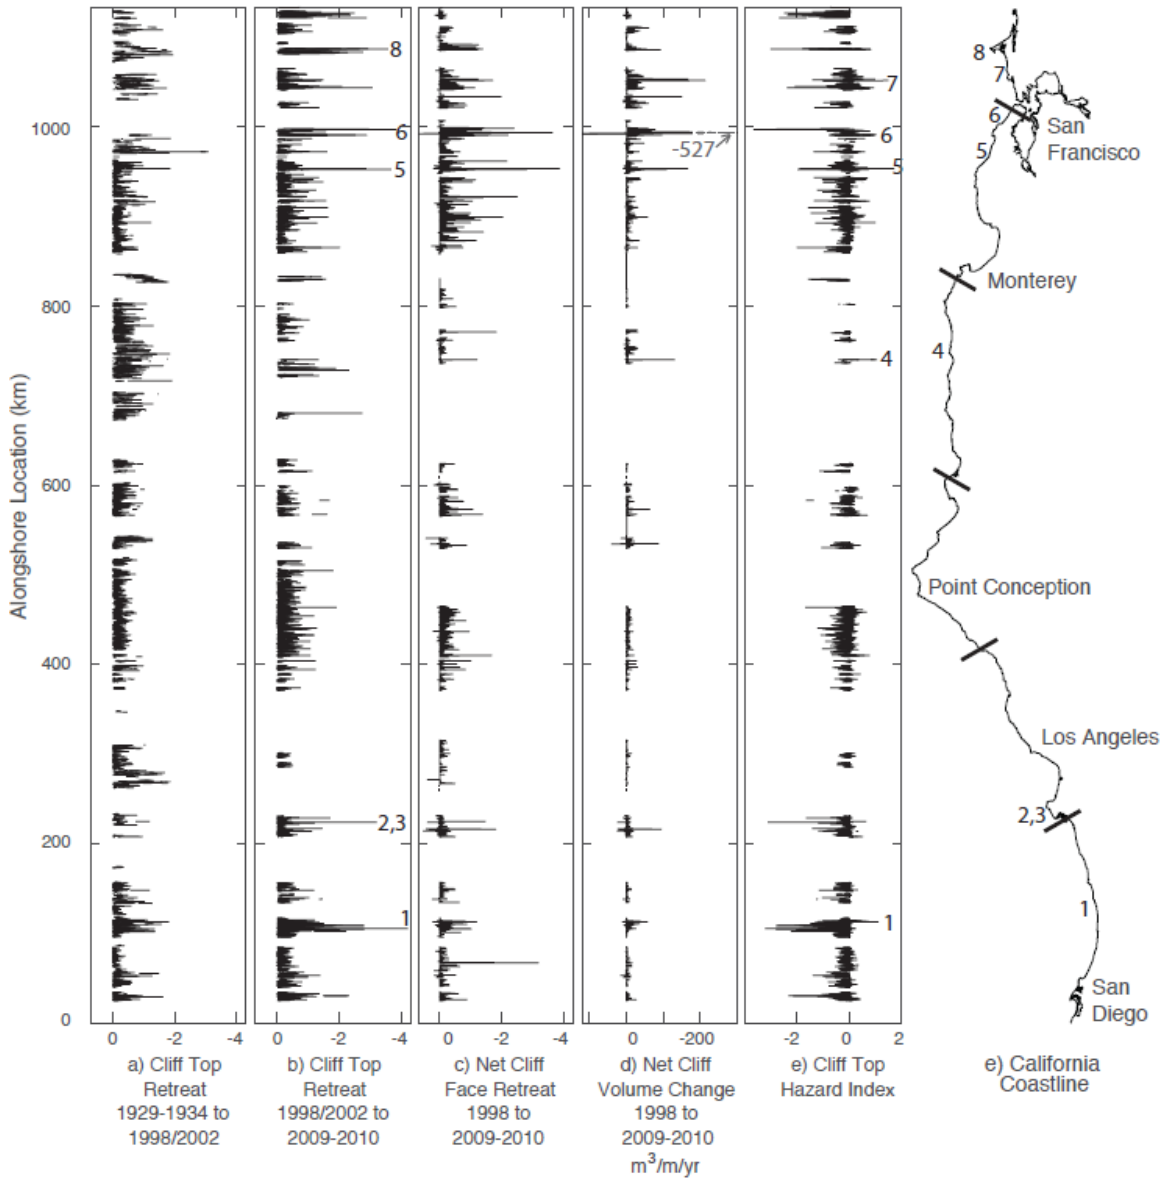 Alongshore Location (km)
1000
800
600
400
200
0
0 -2 -4
a) Cliff Top
Retreat
1929-1934 to
1998/2002
8
6
5
2,3
1
0 -2 -4
b) Cliff Top
Retreat
1998/2002 to
2009-2010
0 -2 -4
c) Net Cliff
Face Retreat
1998 to
2009-2010
-527
0 -200
d) Net Cliff
Volume Change
1998 to
2009-2010
m³/m/yr
7
6
5
4
1
-2 0 2
e) Cliff Top
Hazard Index
8
7
6
San
Francisco
5
Monterey
4
Point Conception
Los Angeles
2,3
1
San
Diego
e) California
Coastline